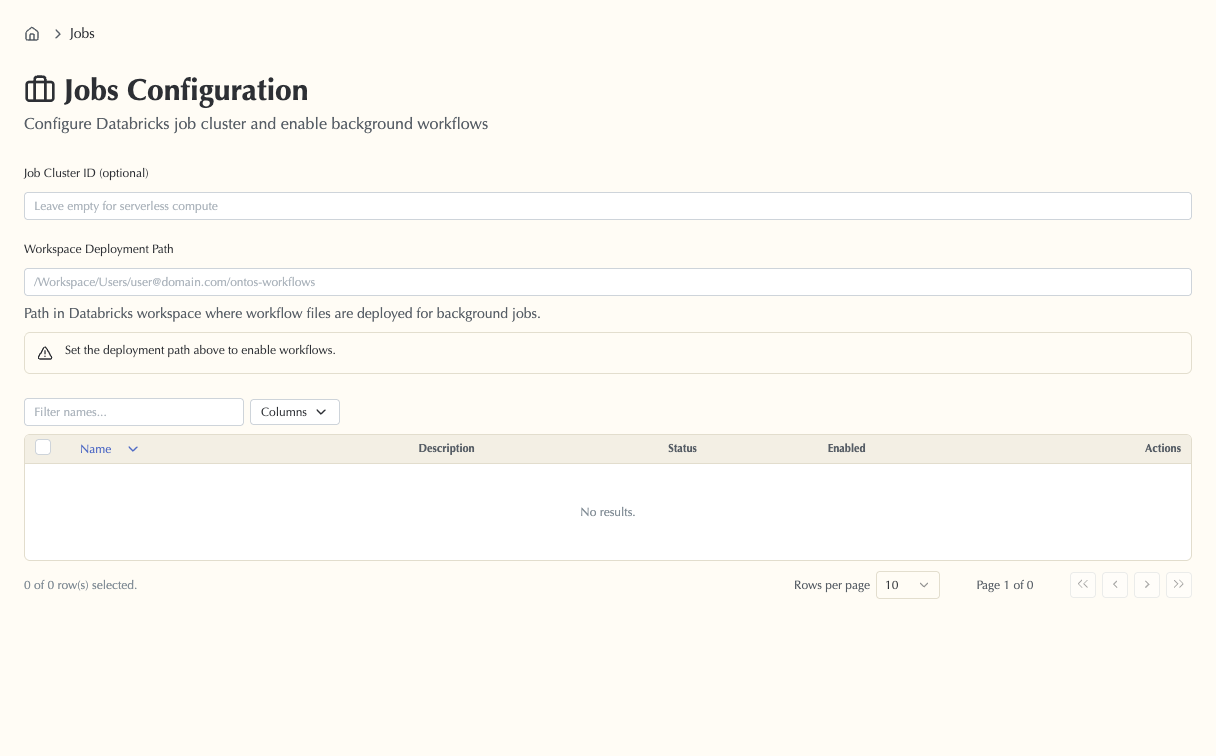 Jobs
Jobs Configuration
Configure Databricks job cluster and enable background workflows
Job Cluster ID (optional)
Leave empty for serverless compute
Workspace Deployment Path
/Workspace/Users/user@domain.com/ontos-workflows
Path in Databricks workspace where workflow files are deployed for background jobs.
Set the deployment path above to enable workflows.
Filter names... Columns
Name Description Status Enabled Actions
No results.
0 of 0 row(s) selected. Rows per page 10 Page 1 of 0